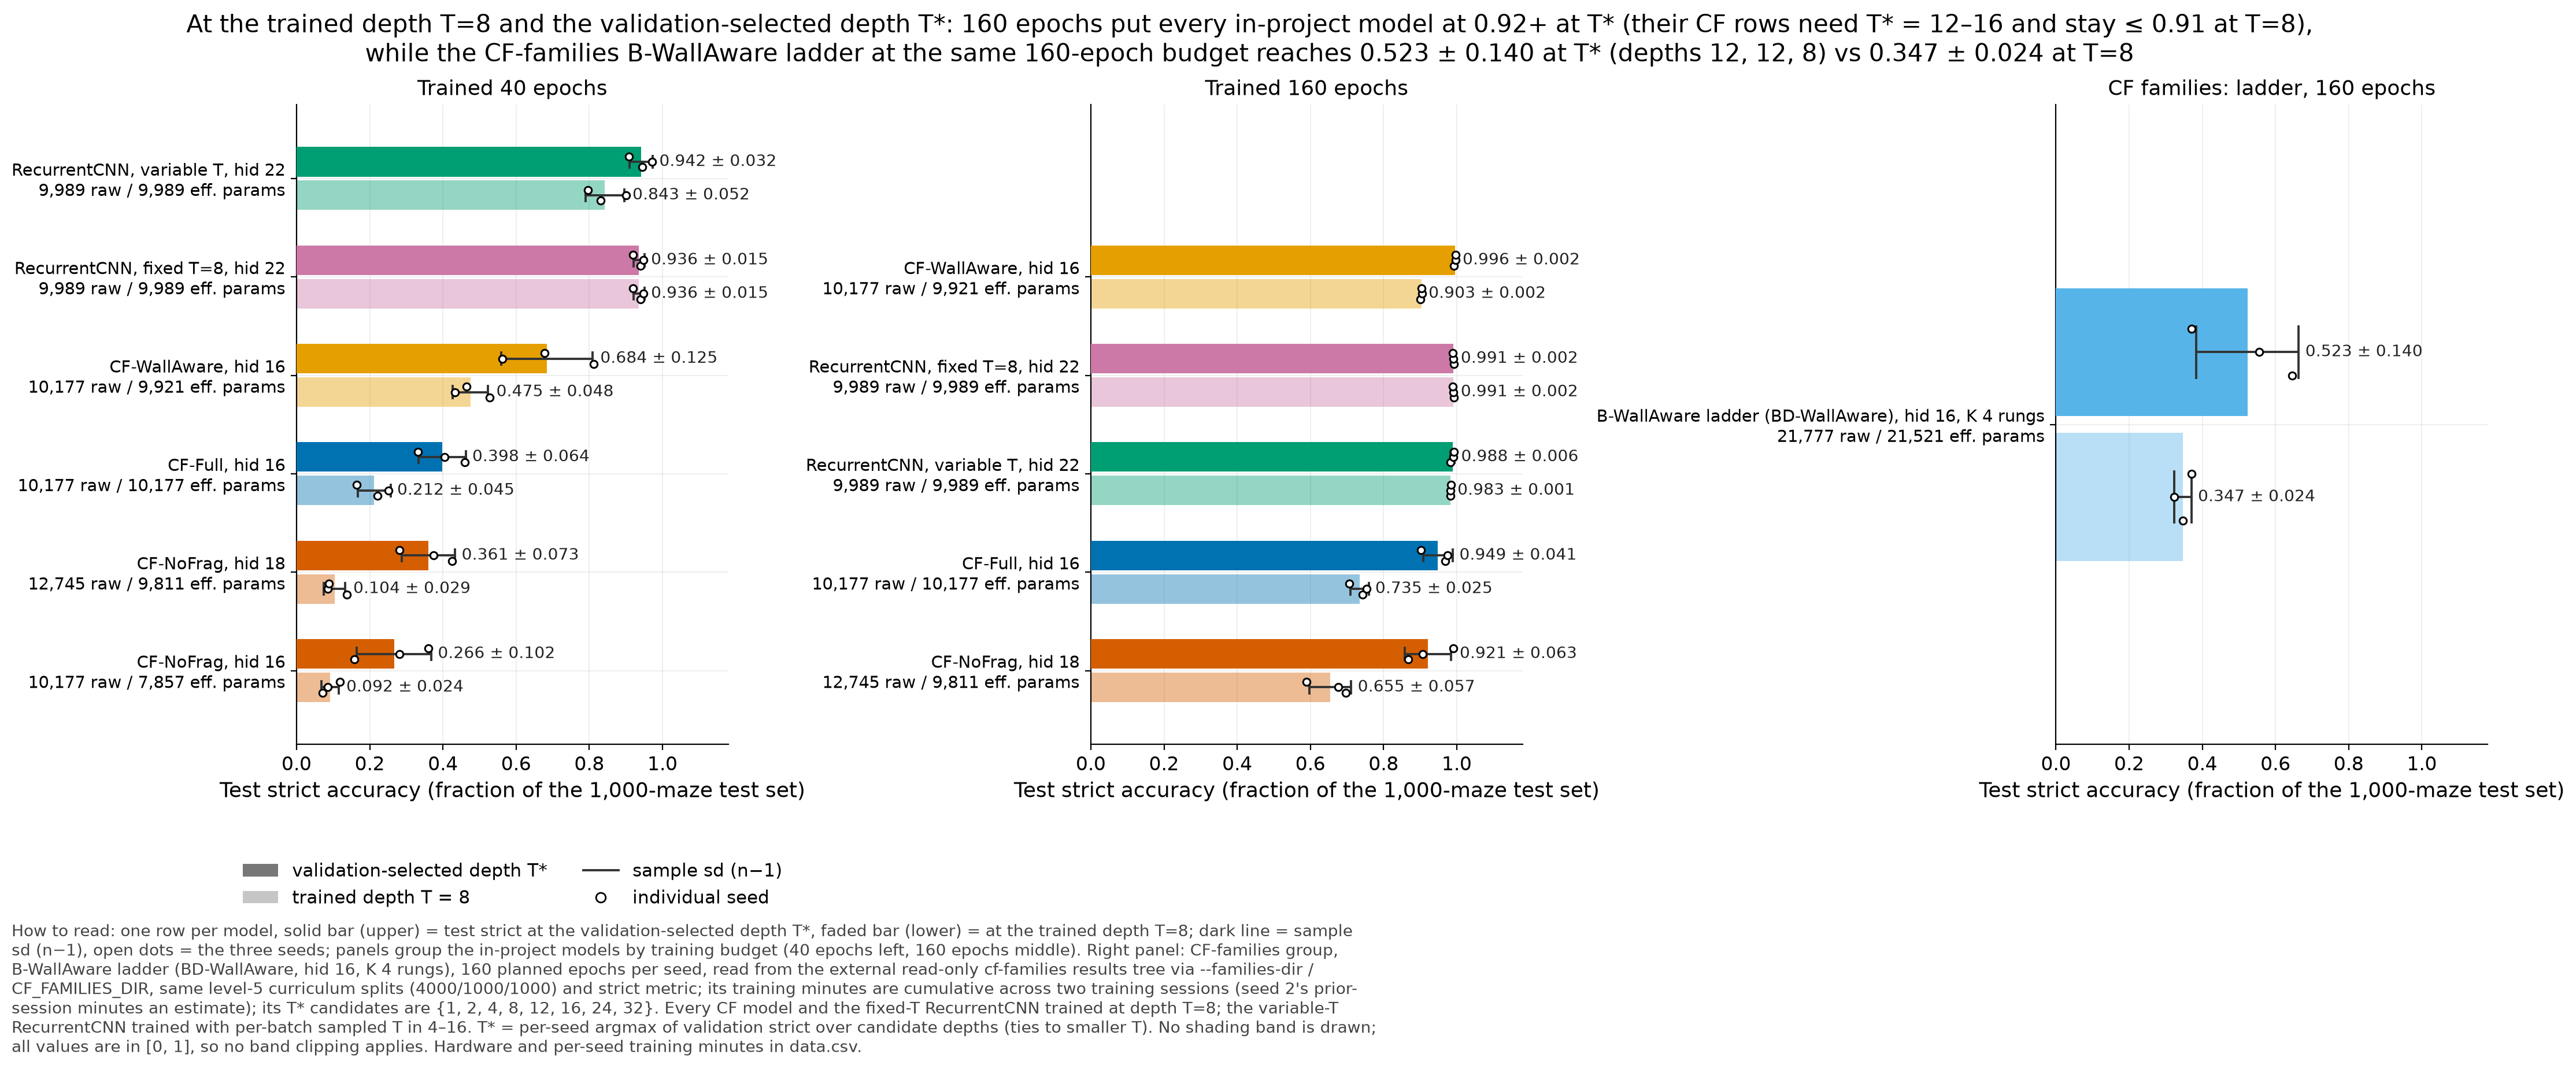 At the trained depth T=8 and the validation-selected depth T*: 160 epochs put every in-project model at 0.92+ at T* (their CF rows need T* = 12–16 and stay ≤ 0.91 at T=8),
while the CF-families B-WallAware ladder at the same 160-epoch budget reaches 0.523 ± 0.140 at T* (depths 12, 12, 8) vs 0.347 ± 0.024 at T=8
Trained 40 epochs
RecurrentCNN, variable T, hid 22
9,989 raw / 9,989 eff. params
0.942 ± 0.032
0.843 ± 0.052
RecurrentCNN, fixed T=8, hid 22
9,989 raw / 9,989 eff. params
0.936 ± 0.015
0.936 ± 0.015
CF-WallAware, hid 16
10,177 raw / 9,921 eff. params
0.684 ± 0.125
0.475 ± 0.048
CF-Full, hid 16
10,177 raw / 10,177 eff. params
0.398 ± 0.064
0.212 ± 0.045
CF-NoFrag, hid 18
12,745 raw / 9,811 eff. params
0.361 ± 0.073
0.104 ± 0.029
CF-NoFrag, hid 16
10,177 raw / 7,857 eff. params
0.266 ± 0.102
0.092 ± 0.024
0.0 0.2 0.4 0.6 0.8 1.0
Test strict accuracy (fraction of the 1,000-maze test set)
Trained 160 epochs
CF-WallAware, hid 16
10,177 raw / 9,921 eff. params
0.996 ± 0.002
0.903 ± 0.002
RecurrentCNN, fixed T=8, hid 22
9,989 raw / 9,989 eff. params
0.991 ± 0.002
0.991 ± 0.002
RecurrentCNN, variable T, hid 22
9,989 raw / 9,989 eff. params
0.988 ± 0.006
0.983 ± 0.001
CF-Full, hid 16
10,177 raw / 10,177 eff. params
0.949 ± 0.041
0.735 ± 0.025
CF-NoFrag, hid 18
12,745 raw / 9,811 eff. params
0.921 ± 0.063
0.655 ± 0.057
0.0 0.2 0.4 0.6 0.8 1.0
Test strict accuracy (fraction of the 1,000-maze test set)
CF families: ladder, 160 epochs
B-WallAware ladder (BD-WallAware), hid 16, K 4 rungs
21,777 raw / 21,521 eff. params
0.523 ± 0.140
0.347 ± 0.024
0.0 0.2 0.4 0.6 0.8 1.0
Test strict accuracy (fraction of the 1,000-maze test set)
validation-selected depth T*
trained depth T = 8
sample sd (n−1)
individual seed
How to read: one row per model, solid bar (upper) = test strict at the validation-selected depth T*, faded bar (lower) = at the trained depth T=8; dark line = sample
sd (n−1), open dots = the three seeds; panels group the in-project models by training budget (40 epochs left, 160 epochs middle). Right panel: CF-families group,
B-WallAware ladder (BD-WallAware, hid 16, K 4 rungs), 160 planned epochs per seed, read from the external read-only cf-families results tree via --families-dir /
CF_FAMILIES_DIR, same level-5 curriculum splits (4000/1000/1000) and strict metric; its training minutes are cumulative across two training sessions (seed 2's prior-
session minutes an estimate); its T* candidates are {1, 2, 4, 8, 12, 16, 24, 32}. Every CF model and the fixed-T RecurrentCNN trained at depth T=8; the variable-T
RecurrentCNN trained with per-batch sampled T in 4–16. T* = per-seed argmax of validation strict over candidate depths (ties to smaller T). No shading band is drawn;
all values are in [0, 1], so no band clipping applies. Hardware and per-seed training minutes in data.csv.